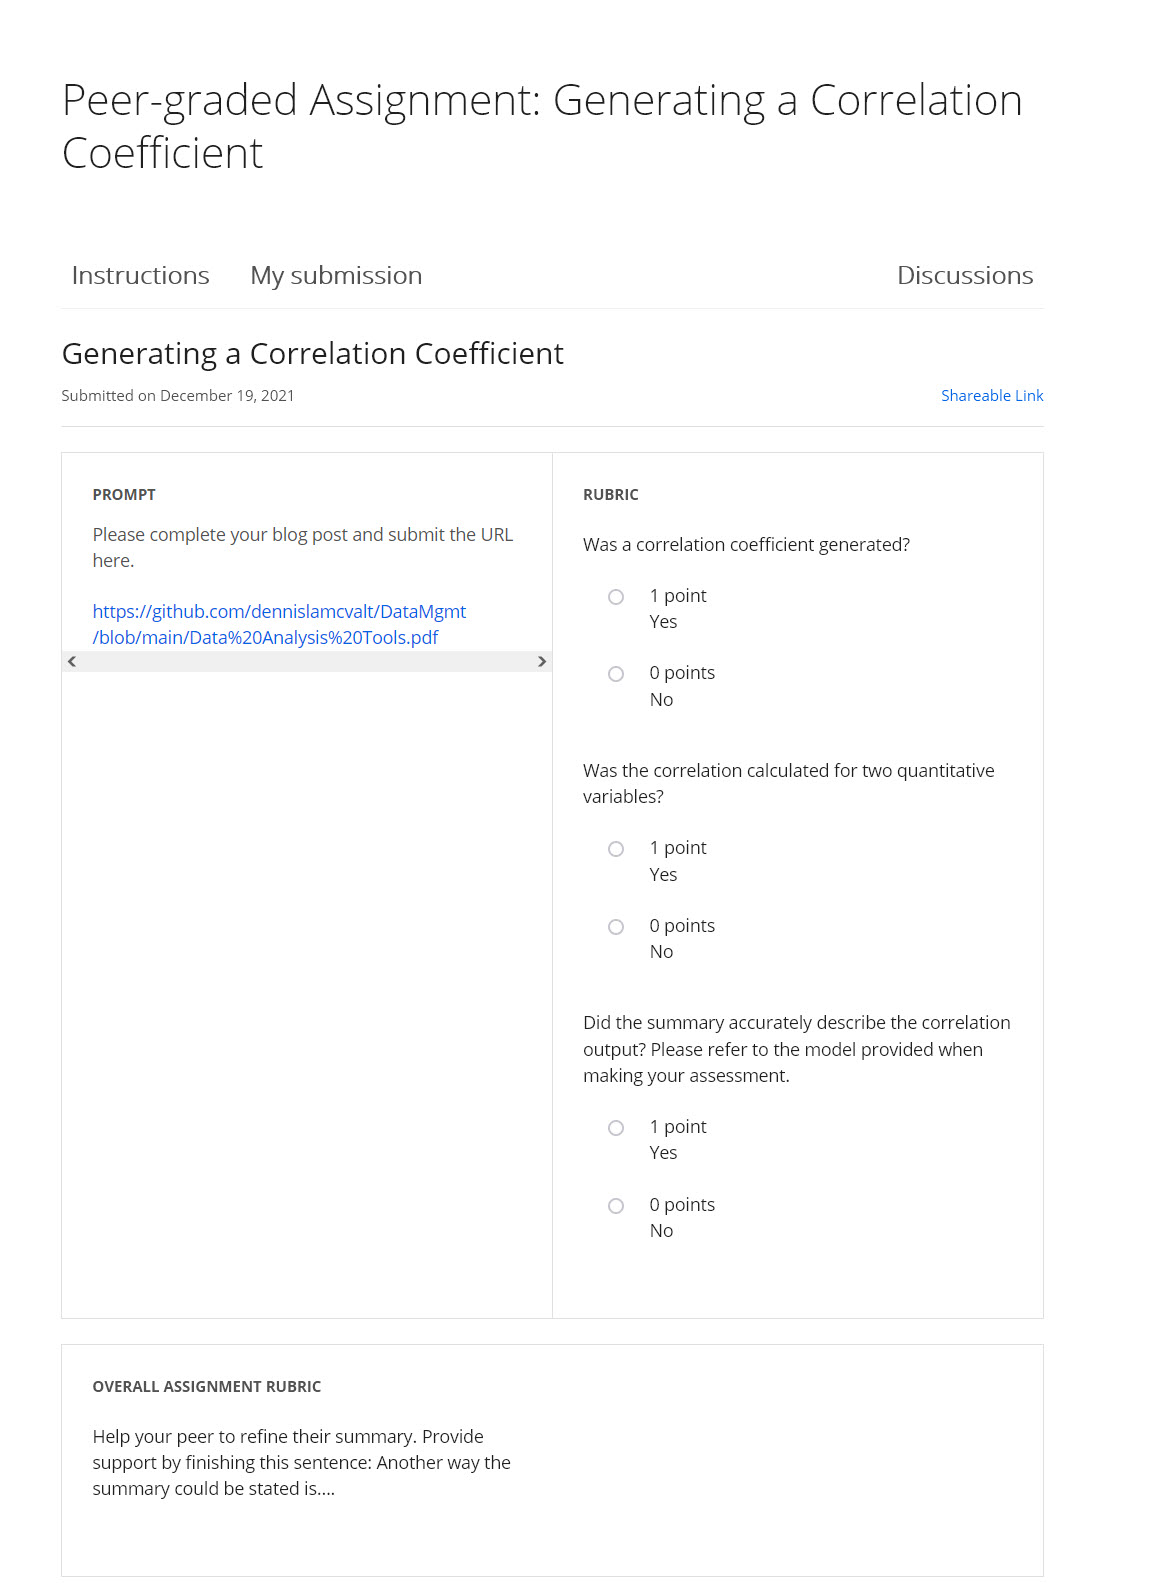 Peer-graded Assignment: Generating a Correlation
Coefficient
Instructions
My submission
Discussions
Generating a Correlation Coefficient
Submitted on December 19, 2021
Shareable Link
PROMPT
Please complete your blog post and submit the URL
here.
https://github.com/dennislamcvalt/DataMgmt
/blob/main/Data%20Analysis%20Tools.pdf
RUBRIC
Was a correlation coefficient generated?
1 point
Yes
0 points
No
Was the correlation calculated for two quantitative
variables?
1 point
Yes
0 points
No
Did the summary accurately describe the correlation
output? Please refer to the model provided when
making your assessment.
1 point
Yes
0 points
No
OVERALL ASSIGNMENT RUBRIC
Help your peer to refine their summary. Provide
support by finishing this sentence: Another way the
summary could be stated is....